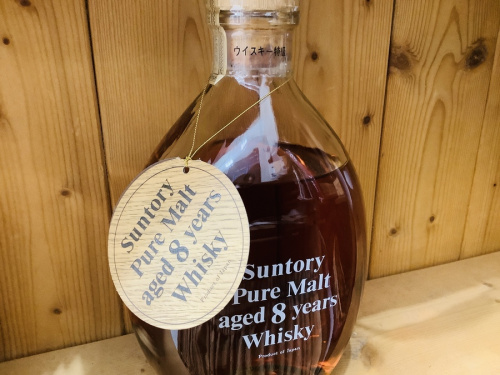 ウイスキー特級
Suntory
Pure Malt
aged 8 years
Whisky
Suntory
Pure Malt
aged 8 years
Whisky
Product of Japan